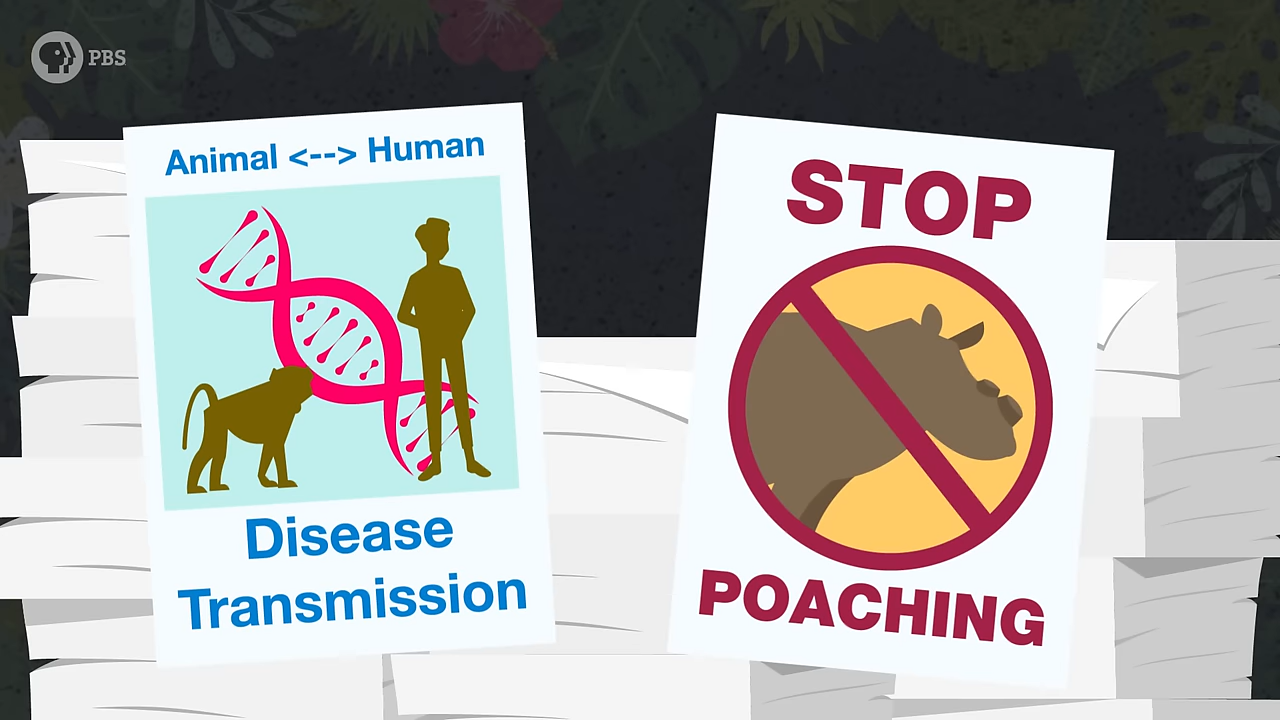 PBS
Animal <--> Human
Disease
Transmission
STOP
POACHING